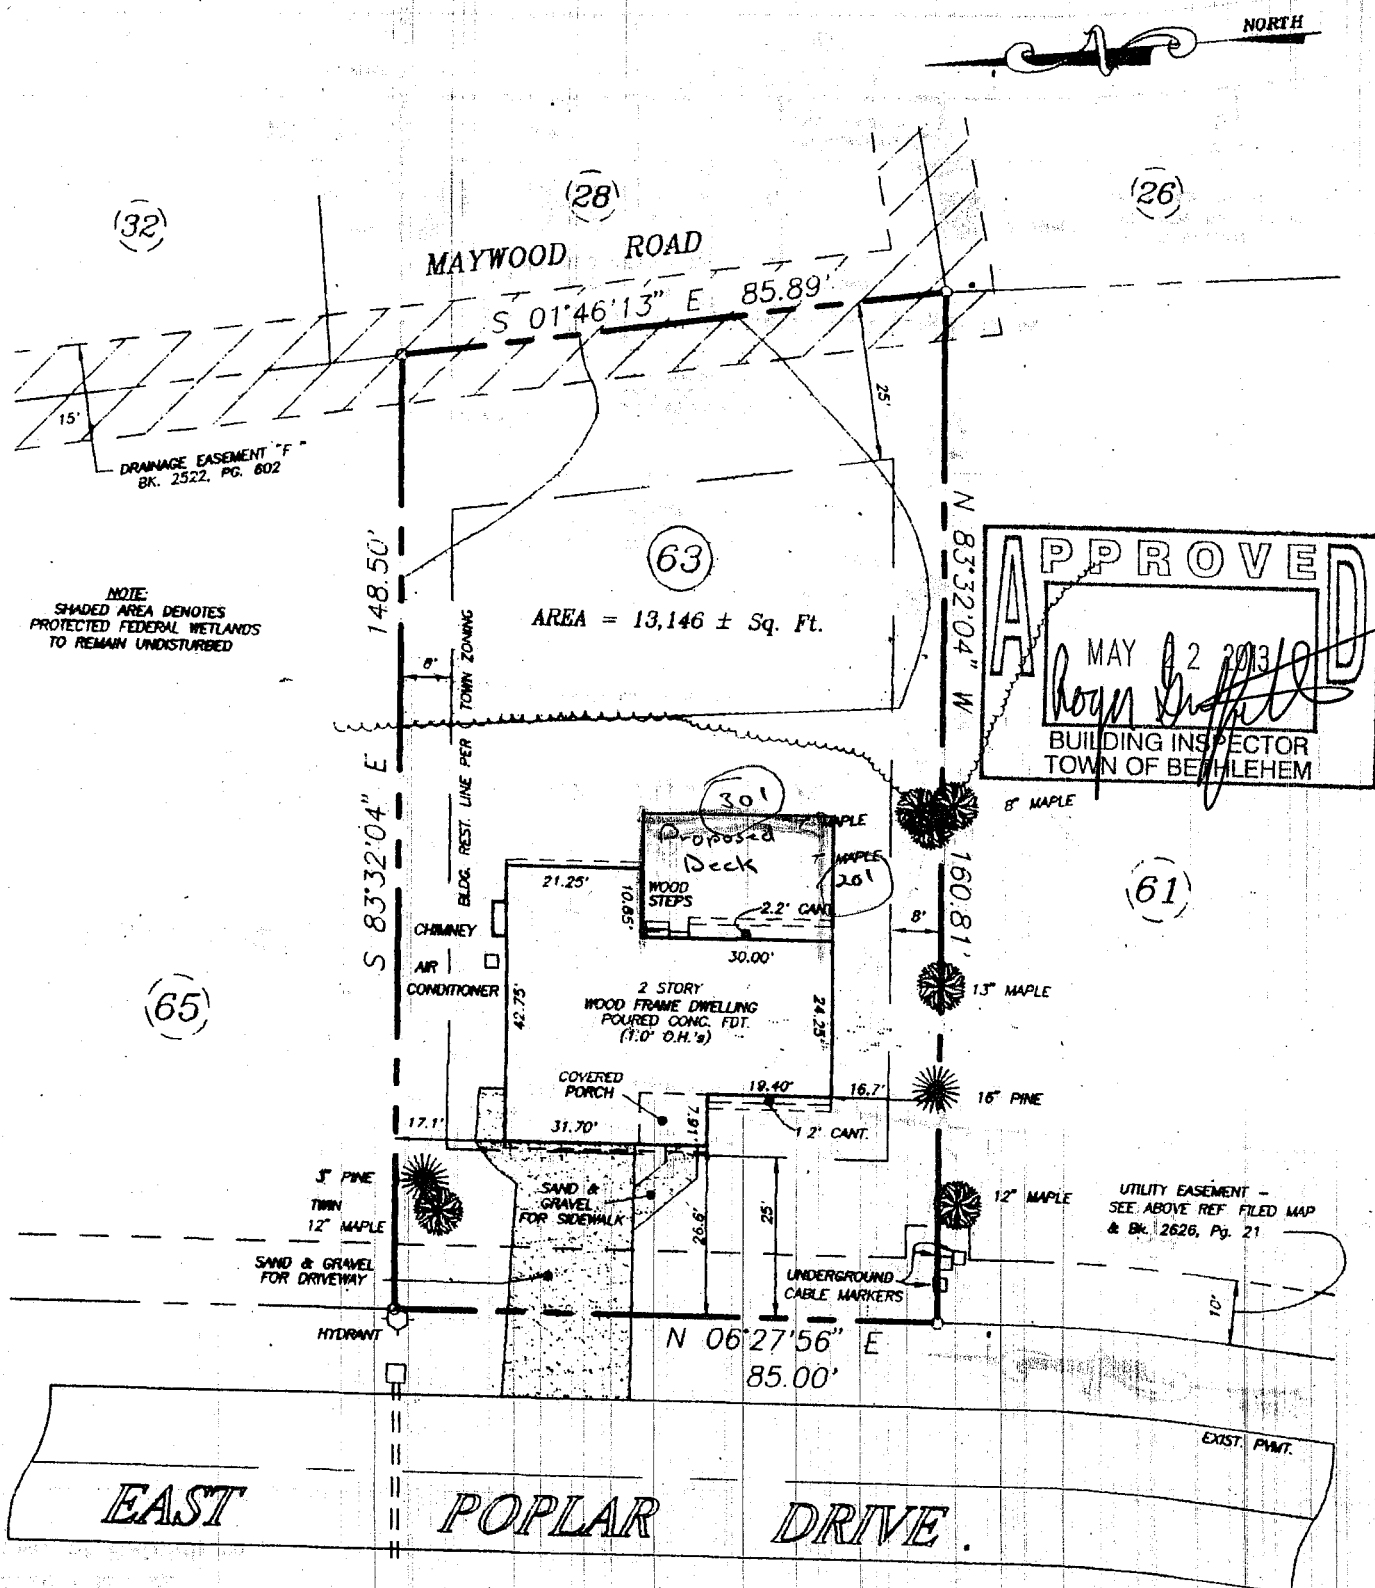 NORTH
32
28
26
MAYWOOD ROAD
S 01°46'13" E 85.89'
15'
25'
DRAINAGE EASEMENT "F"
BK. 2522, PG. 602
NOTE:
SHADED AREA DENOTES
PROTECTED FEDERAL WETLANDS
TO REMAIN UNDISTURBED
S 83°32'04" E 148.50'
8'
BLDG. REST. LINE PER TOWN ZONING
63
AREA = 13,146 ± Sq. Ft.
N 83°32'04" W 160.81'
APPROVED
MAY 2 2013
BUILDING INSPECTOR
TOWN OF BETHLEHEM
8" MAPLE
30'
Proposed
Deck
MAPLE
MAPLE
20'
61
21.25'
10.85'
WOOD
STEPS
2.2' CANT.
8'
CHIMNEY
30.00'
AIR
CONDITIONER
65
42.75'
2 STORY
WOOD FRAME DWELLING
POURED CONC. FDT.
(1.0' O.H.'s)
24.25'
13" MAPLE
COVERED
PORCH
19.40'
16.7'
16" PINE
17.1'
31.70'
7.91'
1.2' CANT.
PINE
TWIN
12" MAPLE
SAND &
GRAVEL
FOR SIDEWALK
26.6'
25'
12" MAPLE
UTILITY EASEMENT -
SEE ABOVE REF. FILED MAP
& Bk. 2626, Pg. 21
SAND & GRAVEL
FOR DRIVEWAY
UNDERGROUND
CABLE MARKERS
10'
HYDRANT
N 06°27'56" E
85.00'
EXIST. PVMT.
EAST POPLAR DRIVE